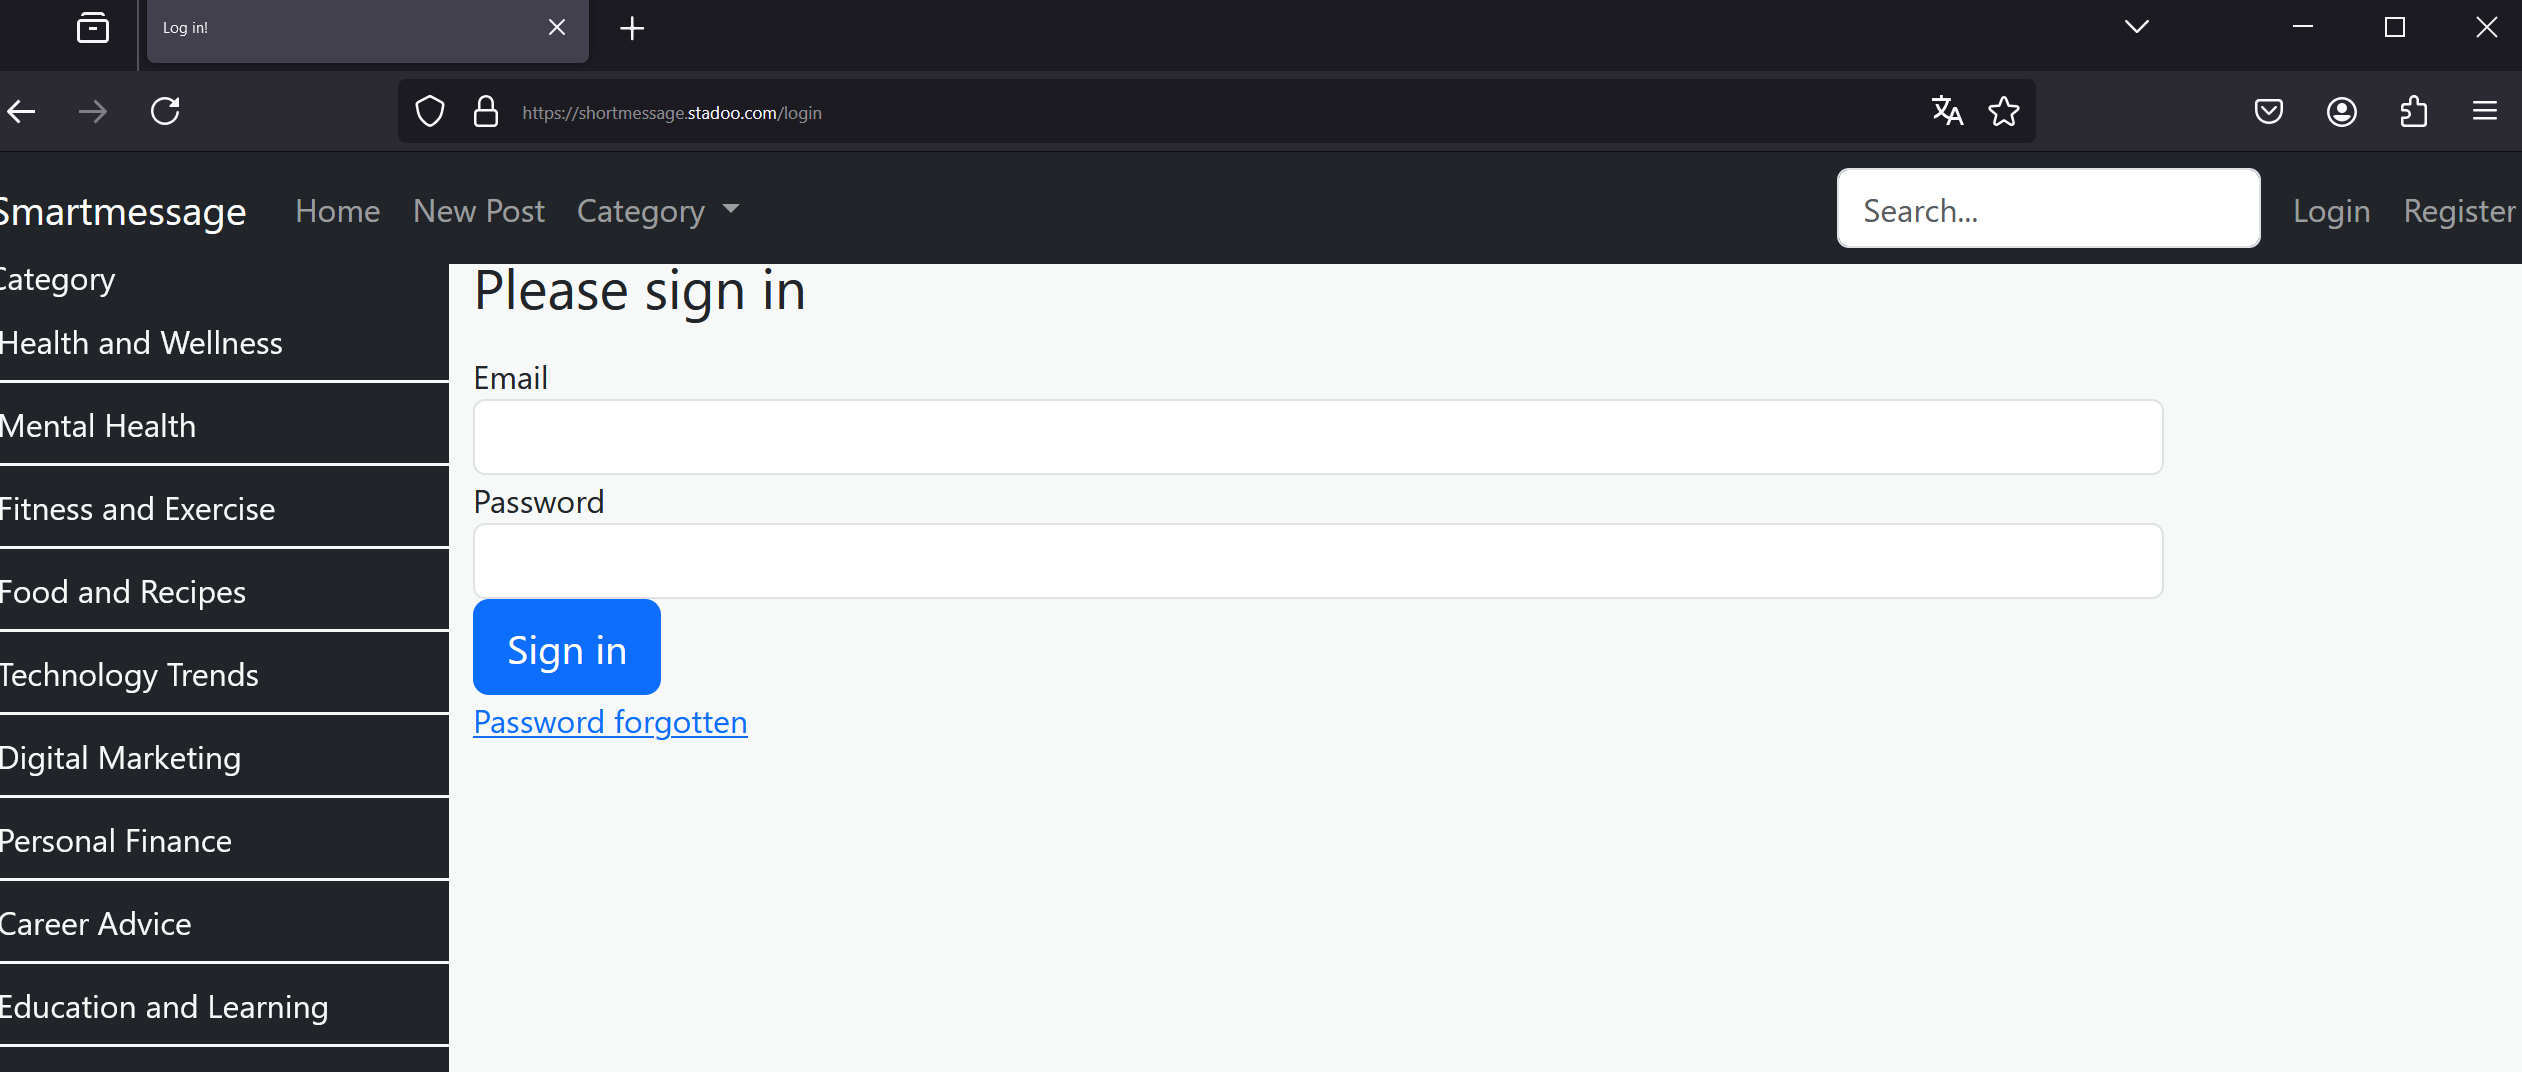 Log in!
https://shortmessage.stadoo.com/login
Smartmessage Home New Post Category Search... Login Register
Category
Health and Wellness
Mental Health
Fitness and Exercise
Food and Recipes
Technology Trends
Digital Marketing
Personal Finance
Career Advice
Education and Learning
Please sign in
Email
Password
Sign in
Password forgotten